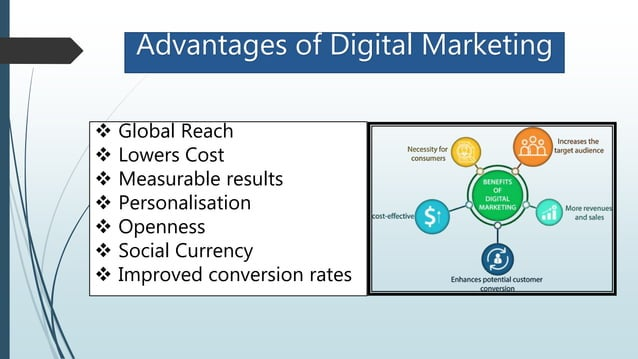 Advantages of Digital Marketing
❖ Global Reach
❖ Lowers Cost
❖ Measurable results
❖ Personalisation
❖ Openness
❖ Social Currency
❖ Improved conversion rates
Necessity for
consumers
Increases the
target audience
BENEFITS
OF
DIGITAL
MARKETING
cost-effective
$
More revenues
and sales
Enhances potential customer
conversion